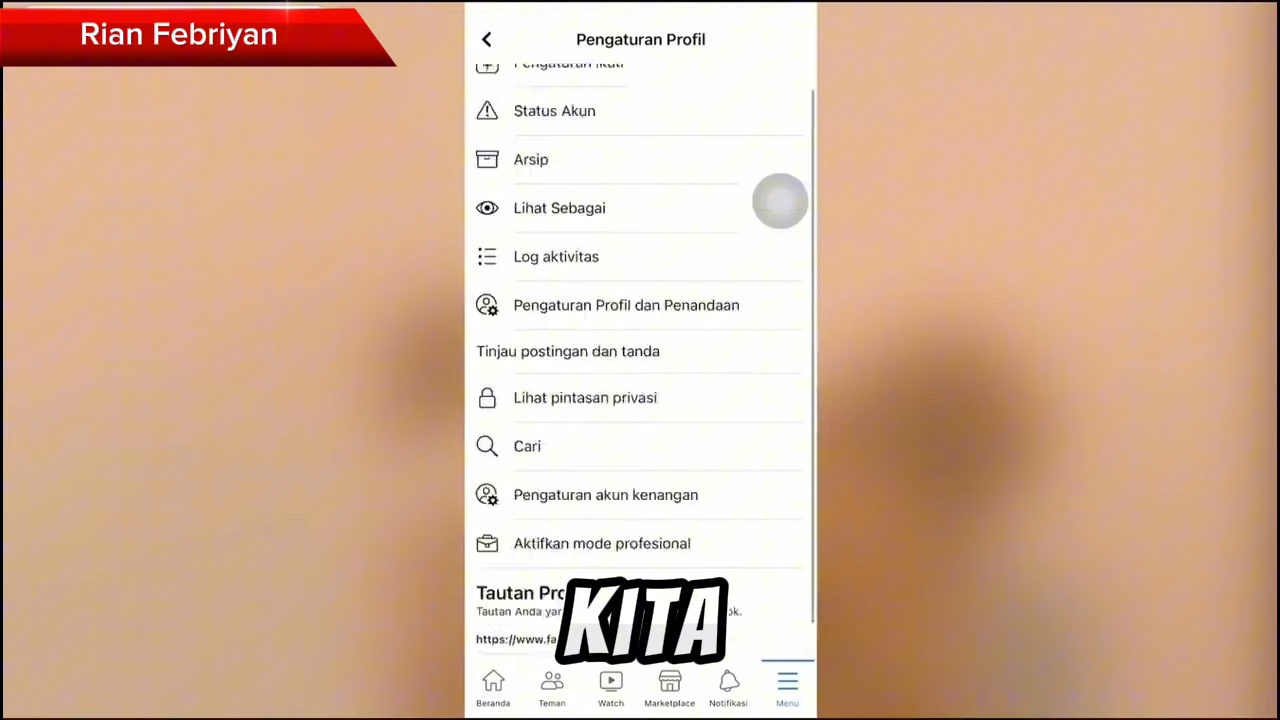 Rian Febriyan
Pengaturan Profil
Pengaturan Ikuti
Status Akun
Arsip
Lihat Sebagai
Log aktivitas
Pengaturan Profil dan Penandaan
Tinjau postingan dan tanda
Lihat pintasan privasi
Cari
Pengaturan akun kenangan
Aktifkan mode profesional
Tautan
Tautan Anda
https://www.fa
KITA
Beranda
Teman
Watch
Marketplace
Notifikasi
Menu